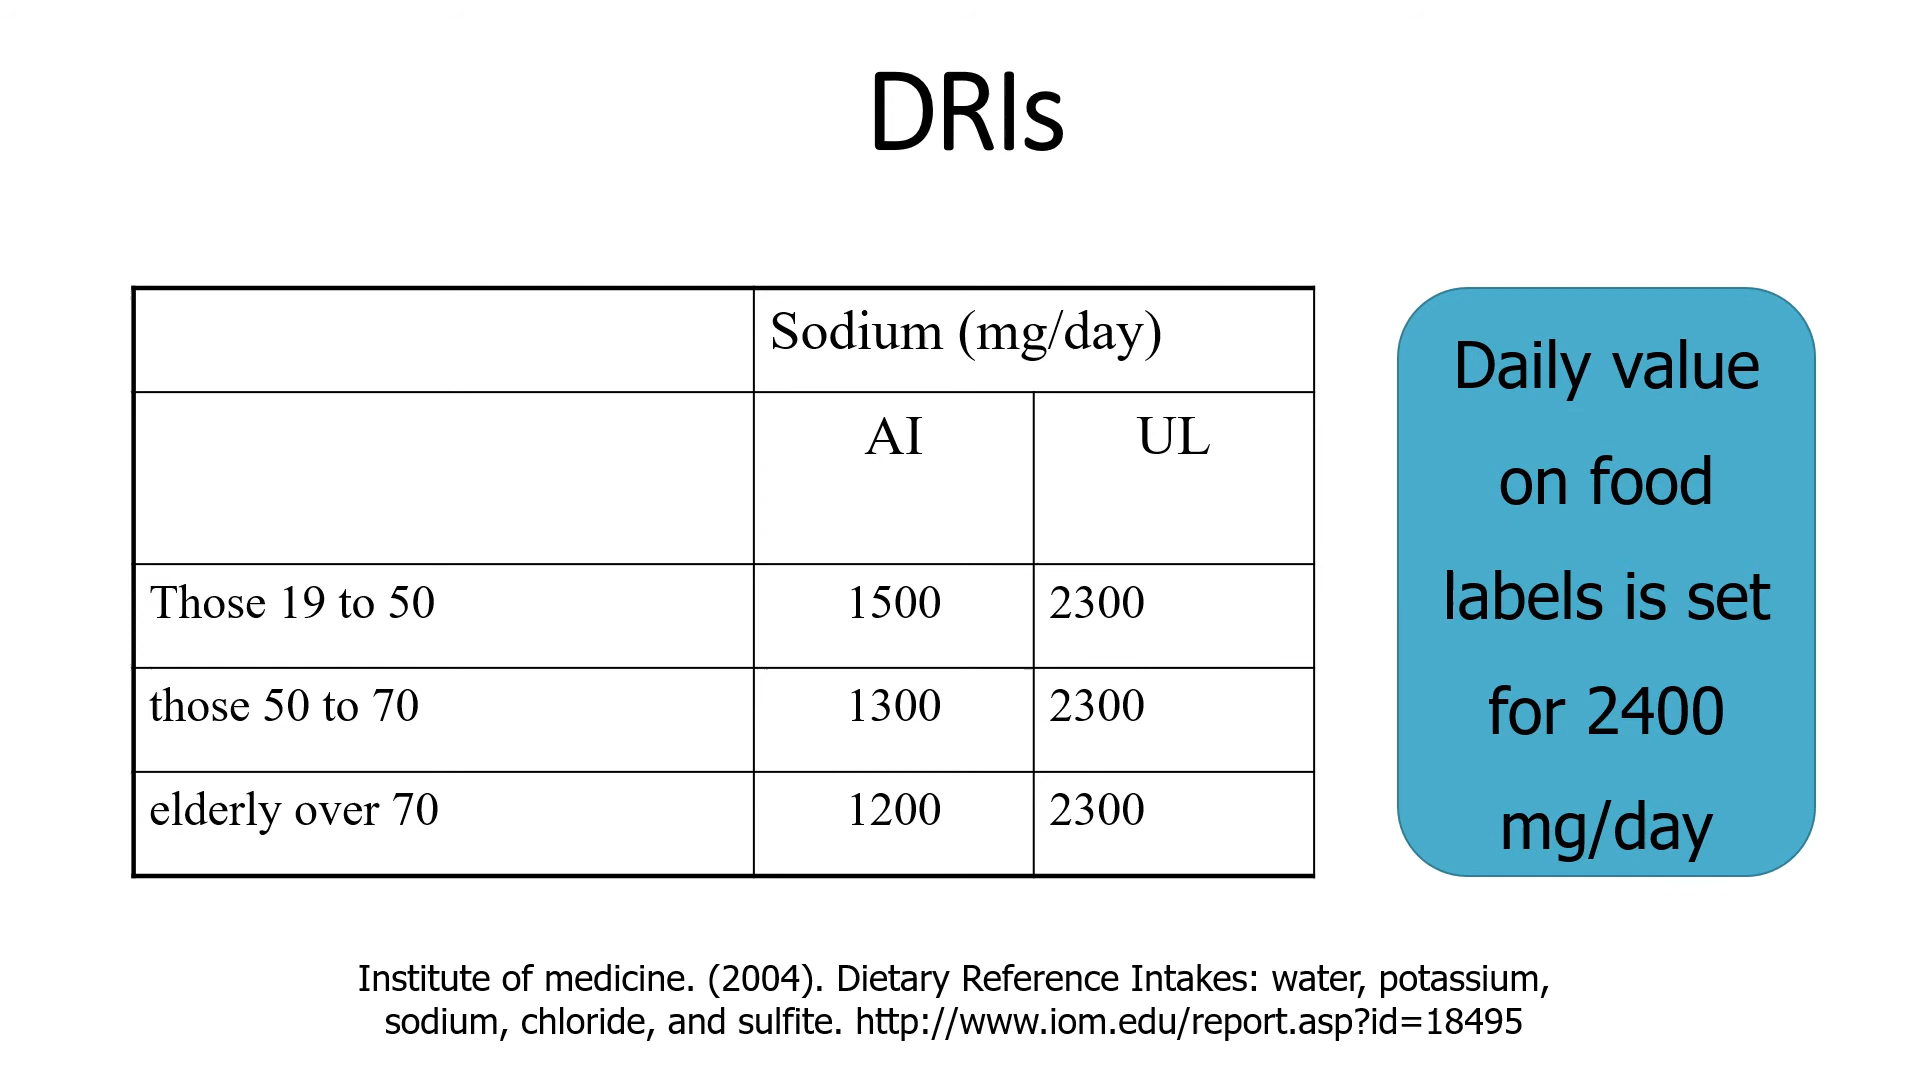 DRIs
Sodium (mg/day)
AI UL
Those 19 to 50 1500 2300
those 50 to 70 1300 2300
elderly over 70 1200 2300
Daily value
on food
labels is set
for 2400
mg/day
Institute of medicine. (2004). Dietary Reference Intakes: water, potassium,
sodium, chloride, and sulfite. http://www.iom.edu/report.asp?id=18495